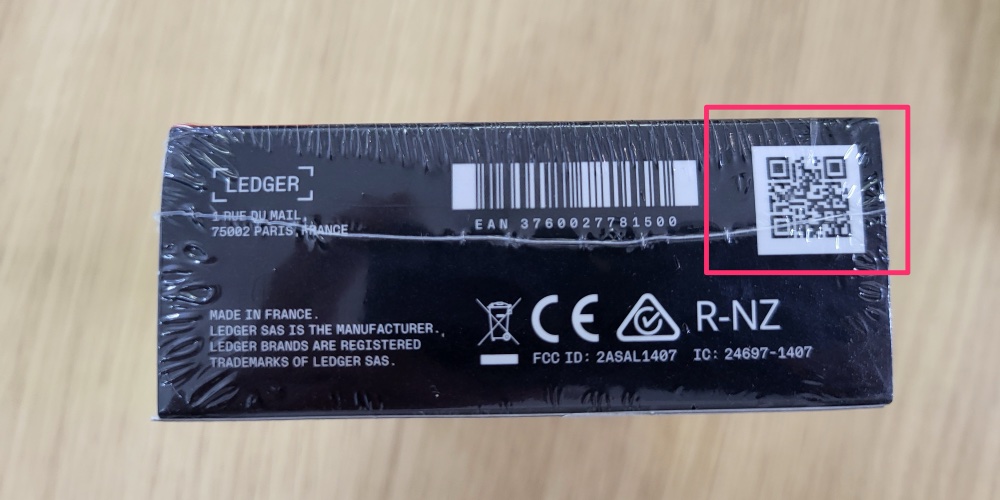 LEDGER
1 RUE DU MAIL,
75002 PARIS, FRANCE
EAN 3760027781500
MADE IN FRANCE.
LEDGER SAS IS THE MANUFACTURER.
LEDGER BRANDS ARE REGISTERED
TRADEMARKS OF LEDGER SAS.
CE
R-NZ
FCC ID: 2ASAL1407 IC: 24697-1407